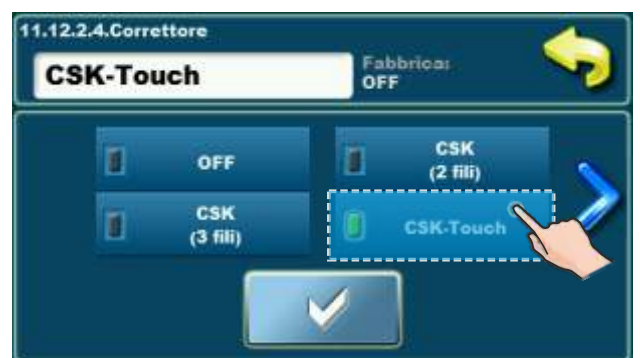 11.12.2.4.Correttore
CSK-Touch
Fabbrica:
OFF
OFF
CSK
(2 fili)
CSK
(3 fili)
CSK-Touch